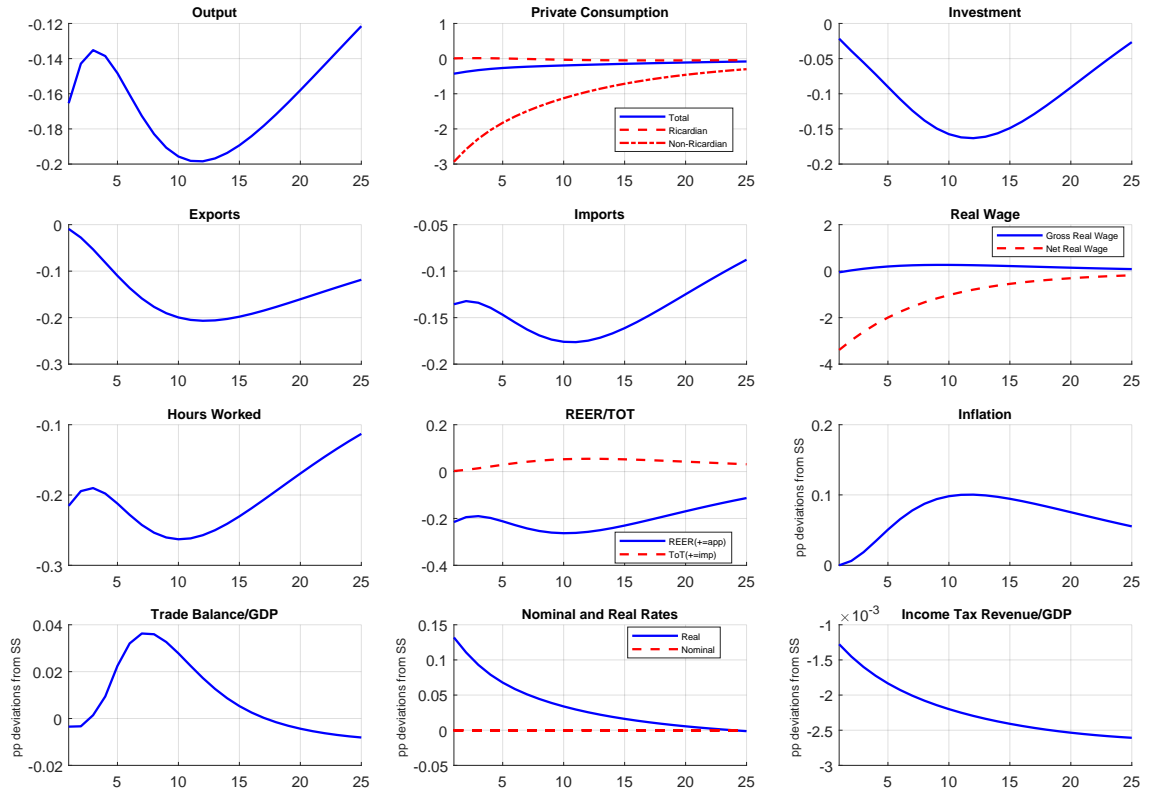 Output
-0.12
-0.14
-0.16
-0.18
-0.2
5 10 15 20 25
Private Consumption
1
0
-1
-2
-3
Total
Ricardian
Non-Ricardian
5 10 15 20 25
Investment
0
-0.05
-0.1
-0.15
-0.2
5 10 15 20 25
Exports
0
-0.1
-0.2
-0.3
5 10 15 20 25
Imports
-0.05
-0.1
-0.15
-0.2
5 10 15 20 25
Real Wage
2
0
-2
-4
Gross Real Wage
Net Real Wage
5 10 15 20 25
Hours Worked
-0.1
-0.2
-0.3
5 10 15 20 25
REER/TOT
0.2
0
-0.2
-0.4
REER(+=app)
ToT(+=imp)
5 10 15 20 25
Inflation
pp deviations from SS
0.2
0.1
0
5 10 15 20 25
Trade Balance/GDP
pp deviations from SS
0.04
0.02
0
-0.02
5 10 15 20 25
Nominal and Real Rates
0.15
0.1
0.05
0
-0.05
Real
Nominal
5 10 15 20 25
Income Tax Revenue/GDP
×10⁻³
pp deviations from SS
-1
-1.5
-2
-2.5
-3
5 10 15 20 25